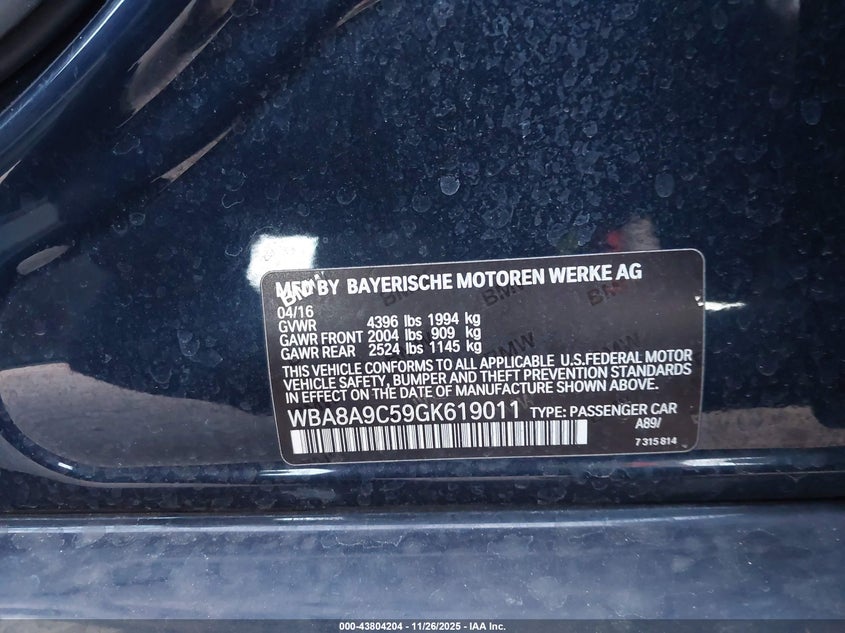 MFD BY BAYERISCHE MOTOREN WERKE AG
04/16
GVWR 4396 lbs 1994 kg
GAWR FRONT 2004 lbs 909 kg
GAWR REAR 2524 lbs 1145 kg
THIS VEHICLE CONFORMS TO ALL APPLICABLE U.S.FEDERAL MOTOR
VEHICLE SAFETY, BUMPER AND THEFT PREVENTION STANDARDS
IN EFFECT ON THE DATE OF MANUFACTURE SHOWN ABOVE.
WBA8A9C59GK619011 TYPE: PASSENGER CAR
A89/
7 315 814
000-43804204 - 11/26/2025 - IAA Inc.